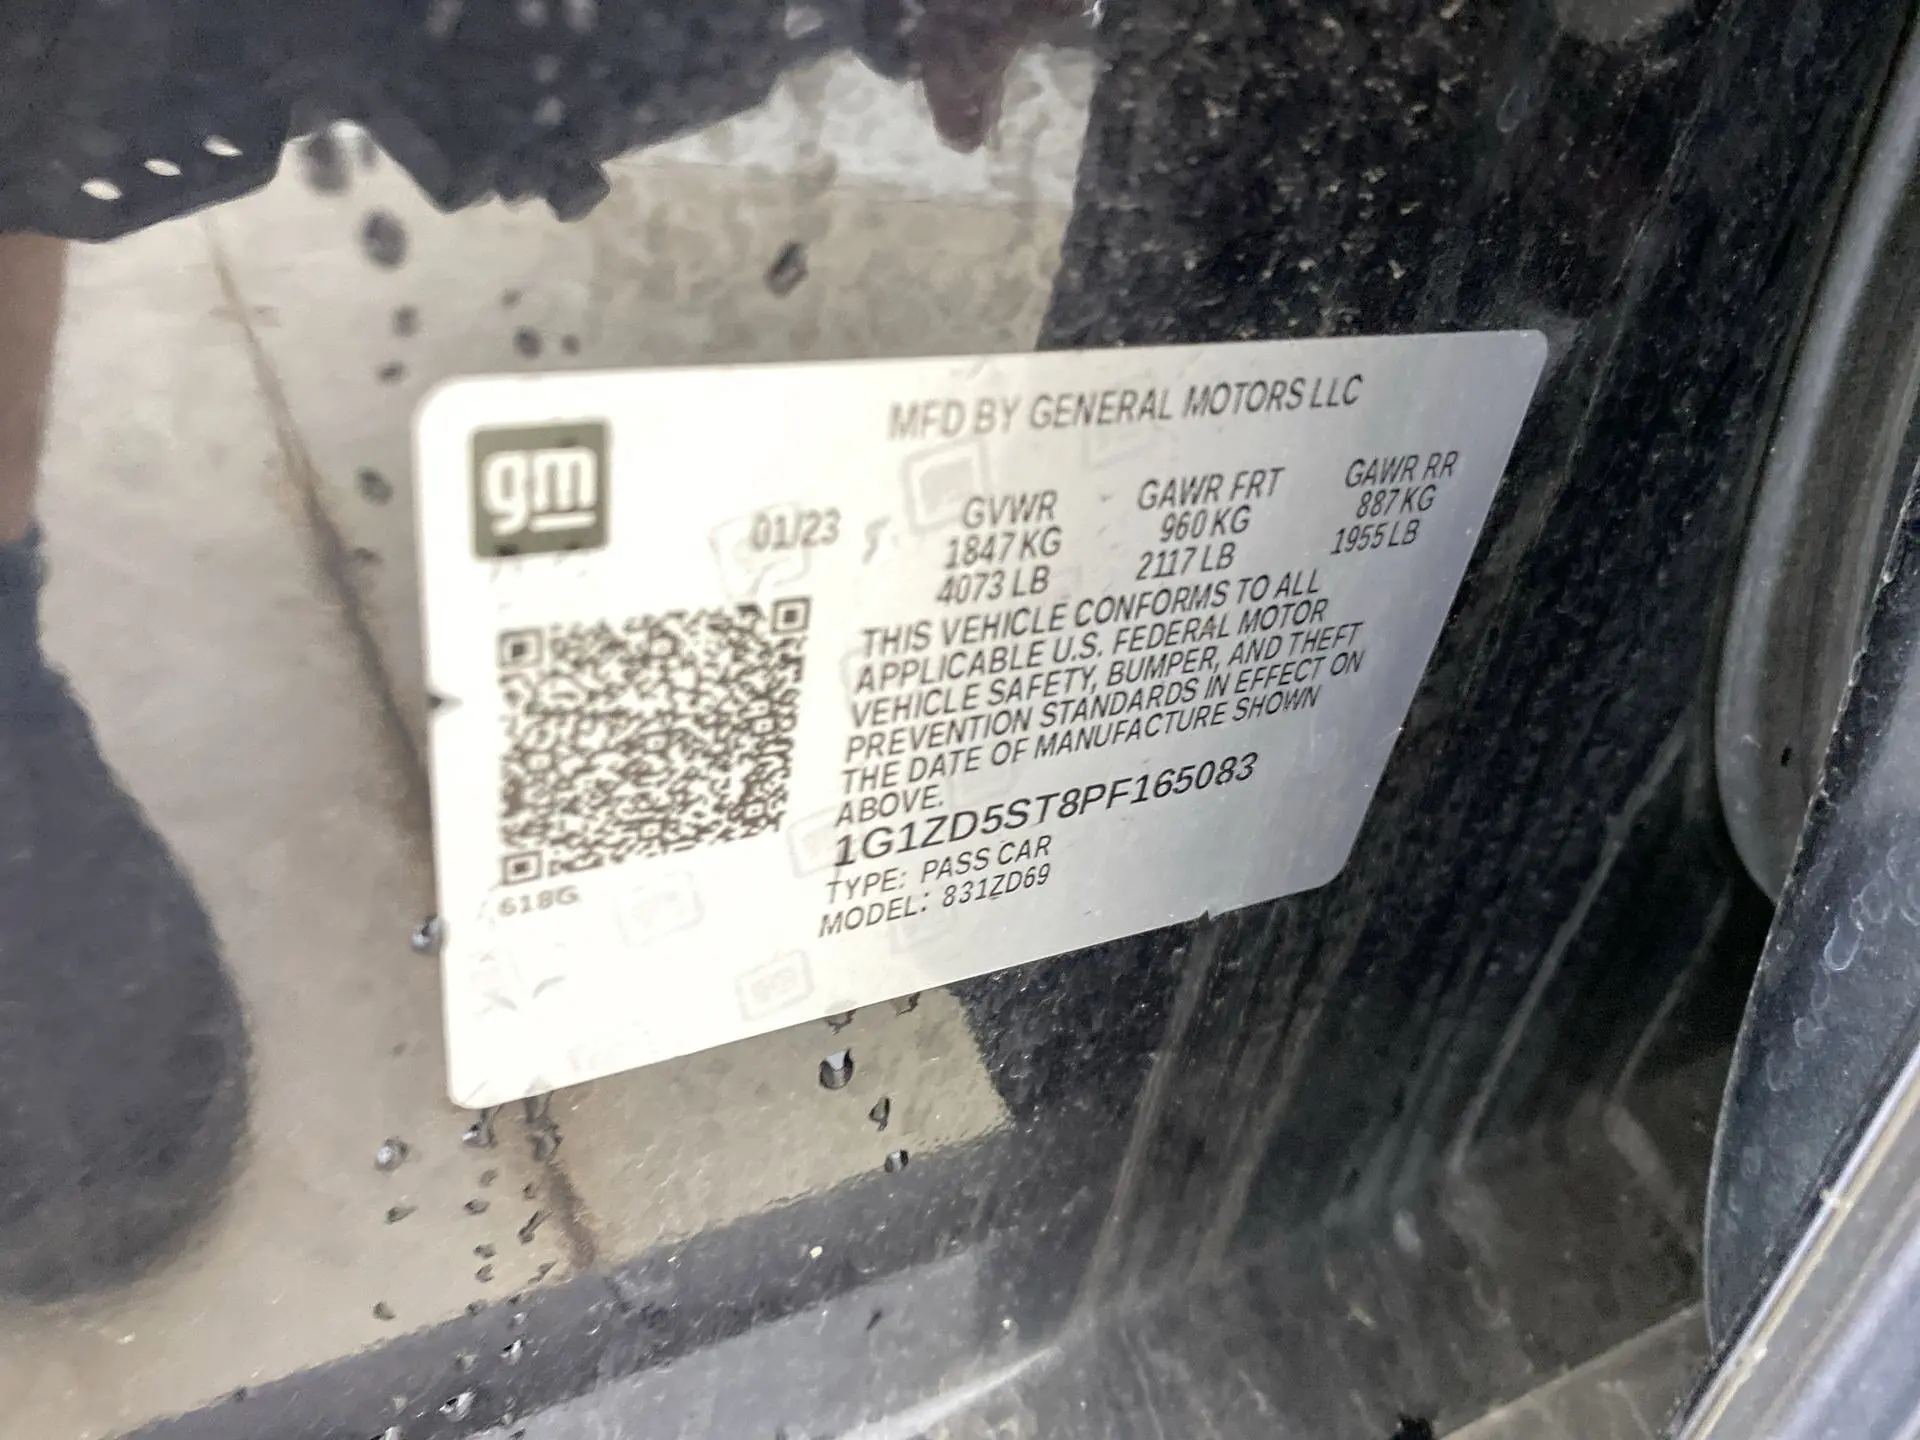 gm
MFD BY GENERAL MOTORS LLC
01/23
GVWR
1847 KG
4073 LB
GAWR FRT
960 KG
2117 LB
GAWR RR
887 KG
1955 LB
THIS VEHICLE CONFORMS TO ALL
APPLICABLE U.S. FEDERAL MOTOR
VEHICLE SAFETY, BUMPER, AND THEFT
PREVENTION STANDARDS IN EFFECT ON
THE DATE OF MANUFACTURE SHOWN
ABOVE.
1G1ZD5ST8PF165083
TYPE: PASS CAR
MODEL: 831ZD69
618G